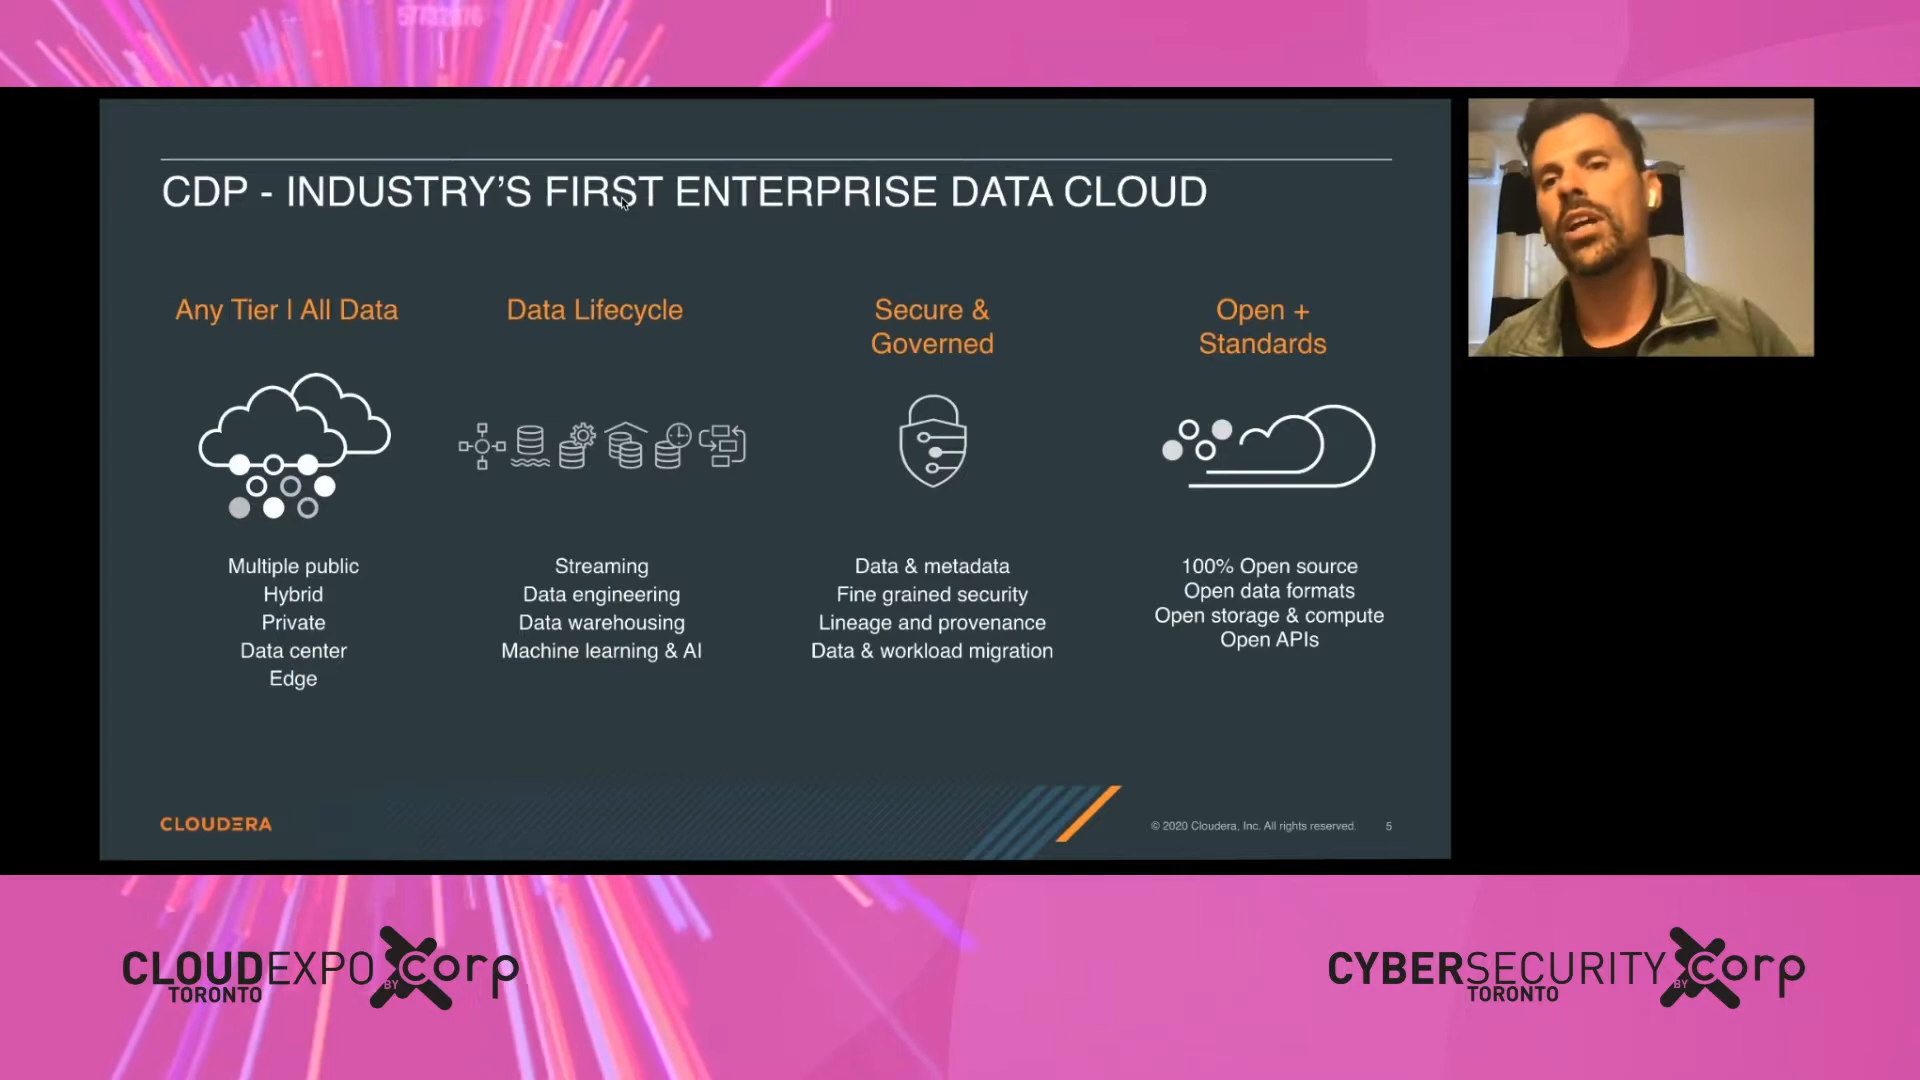 57732876
CDP - INDUSTRY’S FIRST ENTERPRISE DATA CLOUD
Any Tier | All Data
Multiple public
Hybrid
Private
Data center
Edge
Data Lifecycle
Streaming
Data engineering
Data warehousing
Machine learning & AI
Secure &
Governed
Data & metadata
Fine grained security
Lineage and provenance
Data & workload migration
Open +
Standards
100% Open source
Open data formats
Open storage & compute
Open APIs
CLOUDERA
© 2020 Cloudera, Inc. All rights reserved. 5
CLOUDEXPO BY Xcorp
TORONTO
CYBERSECURITY BY Xcorp
TORONTO